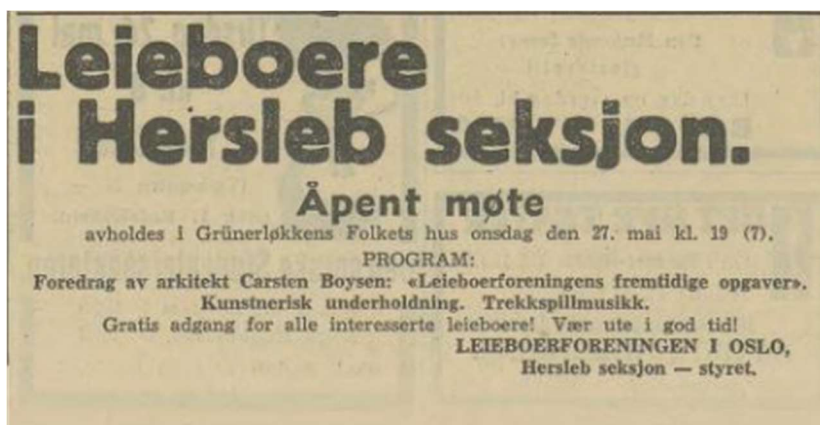 Leieboere
i Hersleb seksjon.
Åpent møte
avholdes i Grünerløkkens Folkets hus onsdag den 27. mai kl. 19 (7).
PROGRAM:
Foredrag av arkitekt Carsten Boysen: «Leieboerforeningens fremtidige opgaver».
Kunstnerisk underholdning. Trekkspillmusikk.
Gratis adgang for alle interesserte leieboere! Vær ute i god tid!
LEIEBOERFORENINGEN I OSLO,
Hersleb seksjon — styret.